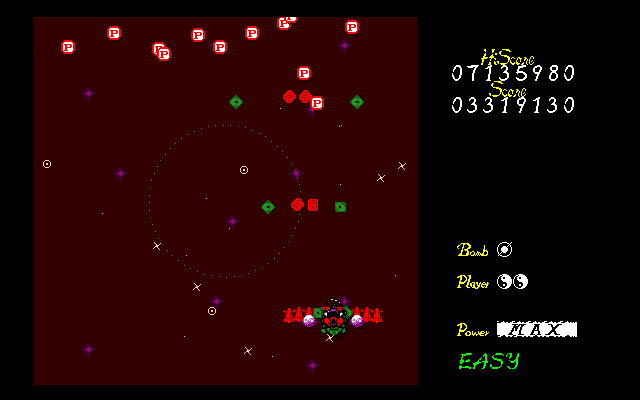 P P P P P P P P P P
P
P
HiScore
07135980
Score
03319130
Bomb
Player
Power MAX
EASY